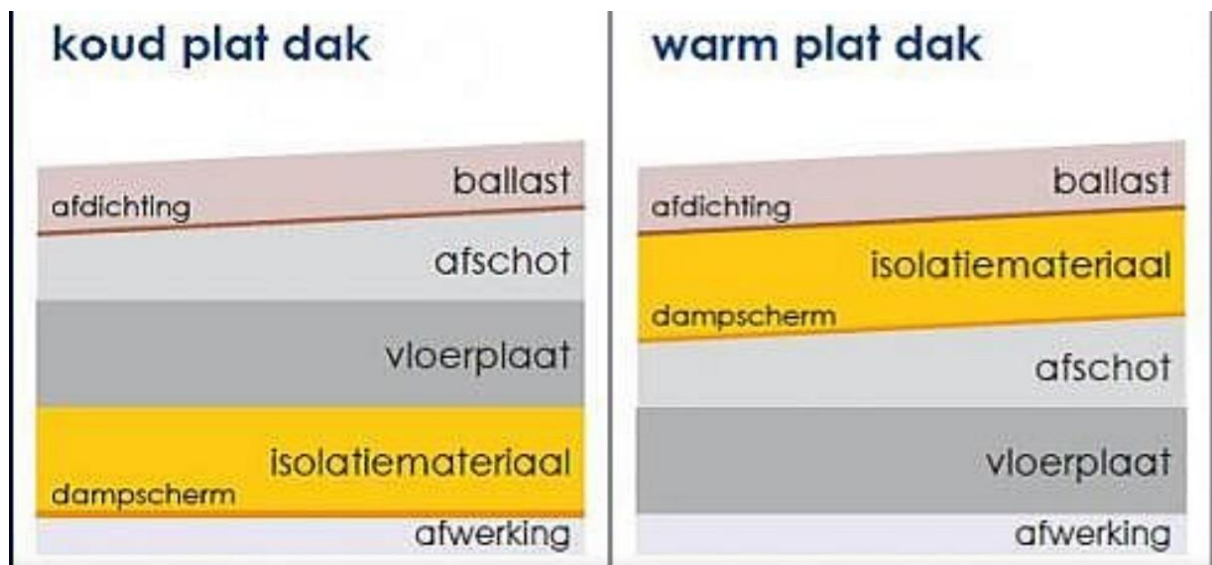 koud plat dak
ballast
afdichting
afschot
vloerplaat
isolatiemateriaal
dampscherm
afwerking
warm plat dak
ballast
afdichting
isolatiemateriaal
dampscherm
afschot
vloerplaat
afwerking